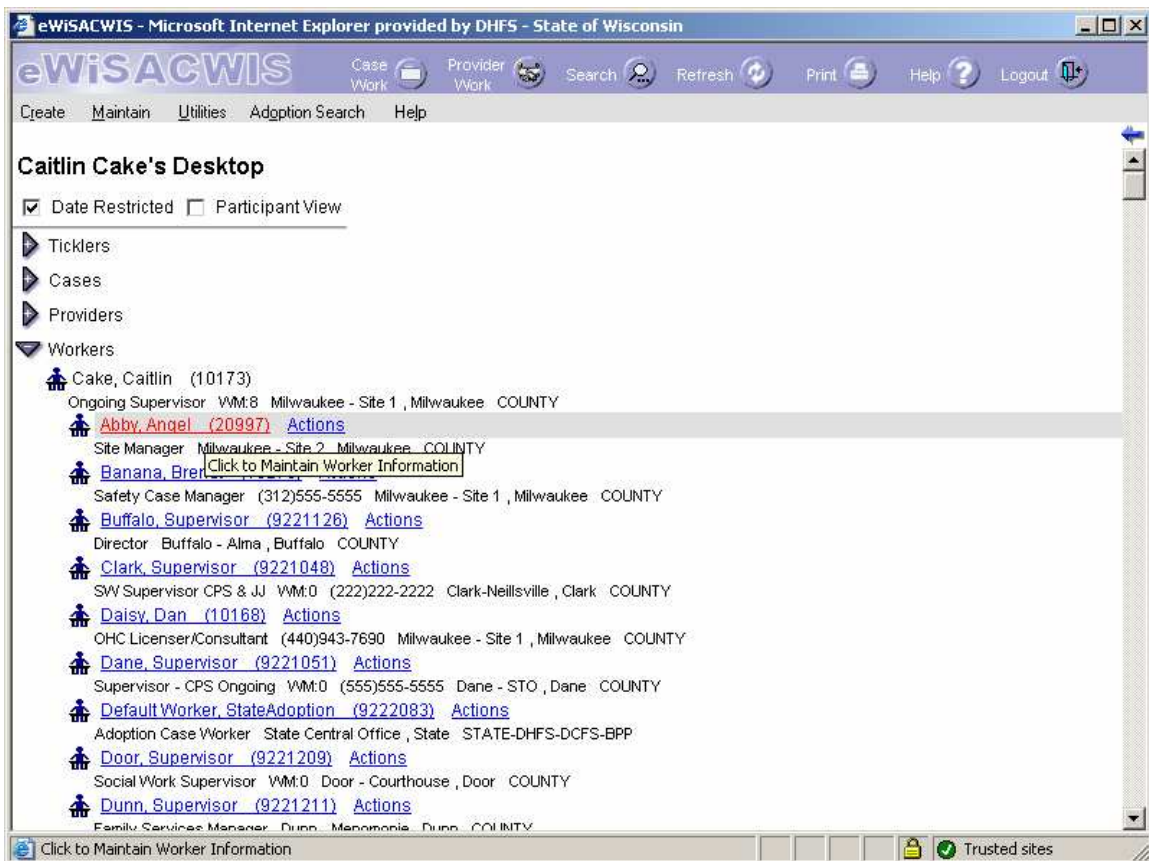 eWiSACWIS - Microsoft Internet Explorer provided by DHFS - State of Wisconsin
eWiSACWIS Case Work Provider Work Search Refresh Print Help Logout
Create Maintain Utilities Adoption Search Help
Caitlin Cake's Desktop
Date Restricted Participant View
Ticklers
Cases
Providers
Workers
Cake, Caitlin (10173)
Ongoing Supervisor WM:8 Milwaukee - Site 1 , Milwaukee COUNTY
Abby, Angel (20997) Actions
Site Manager Milwaukee - Site 2 , Milwaukee COUNTY
Click to Maintain Worker Information
Banana,
Safety Case Manager (312)555-5555 Milwaukee - Site 1 , Milwaukee COUNTY
Buffalo, Supervisor (9221126) Actions
Director Buffalo - Alma , Buffalo COUNTY
Clark, Supervisor (9221048) Actions
SW Supervisor CPS & JJ WM:0 (222)222-2222 Clark-Neillsville , Clark COUNTY
Daisy, Dan (10168) Actions
OHC Licenser/Consultant (440)943-7690 Milwaukee - Site 1 , Milwaukee COUNTY
Dane, Supervisor (9221051) Actions
Supervisor - CPS Ongoing WM:0 (555)555-5555 Dane - STO , Dane COUNTY
Default Worker, StateAdoption (9222083) Actions
Adoption Case Worker State Central Office , State STATE-DHFS-DCFS-BPP
Door, Supervisor (9221209) Actions
Social Work Supervisor WM:0 Door - Courthouse , Door COUNTY
Dunn, Supervisor (9221211) Actions
Family Services Manager Dunn Menomonie Dunn COUNTY
Click to Maintain Worker Information Trusted sites